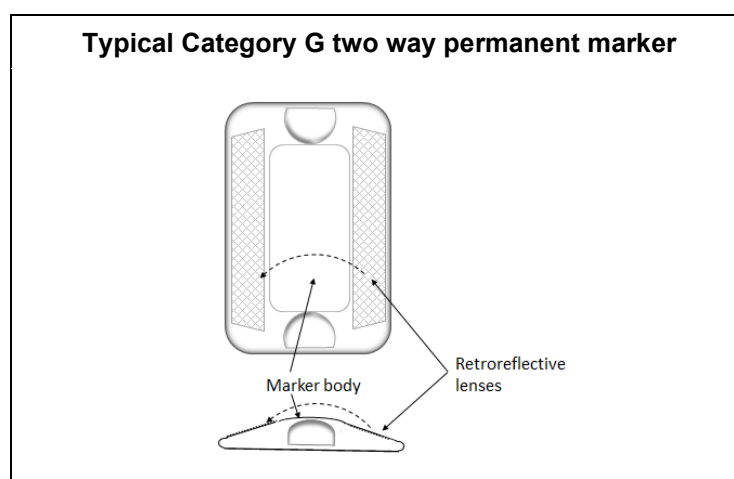 Typical Category G two way permanent marker
Marker body
Retroreflective
lenses